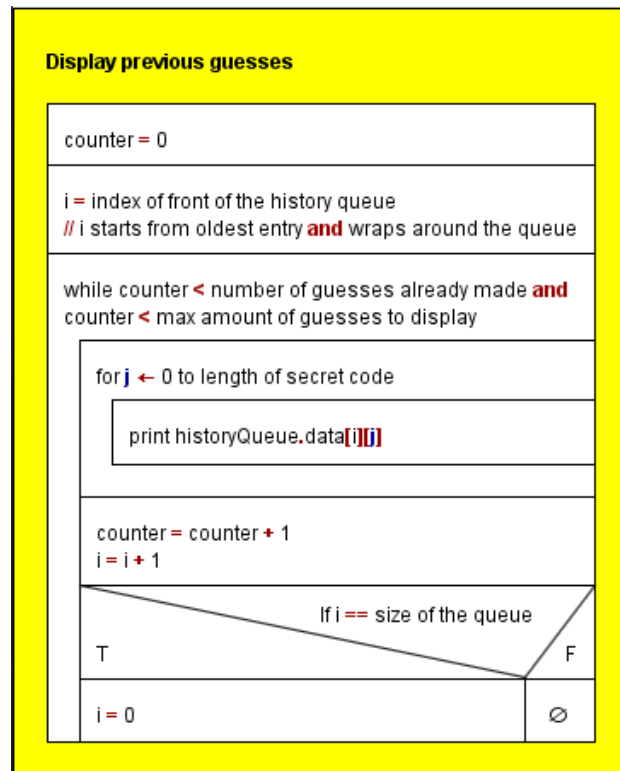 Display previous guesses
counter = 0
i = index of front of the history queue
// i starts from oldest entry and wraps around the queue
while counter < number of guesses already made and
counter < max amount of guesses to display
for j ← 0 to length of secret code
print historyQueue.data[i][j]
counter = counter + 1
i = i + 1
If i == size of the queue
T
F
i = 0
∅